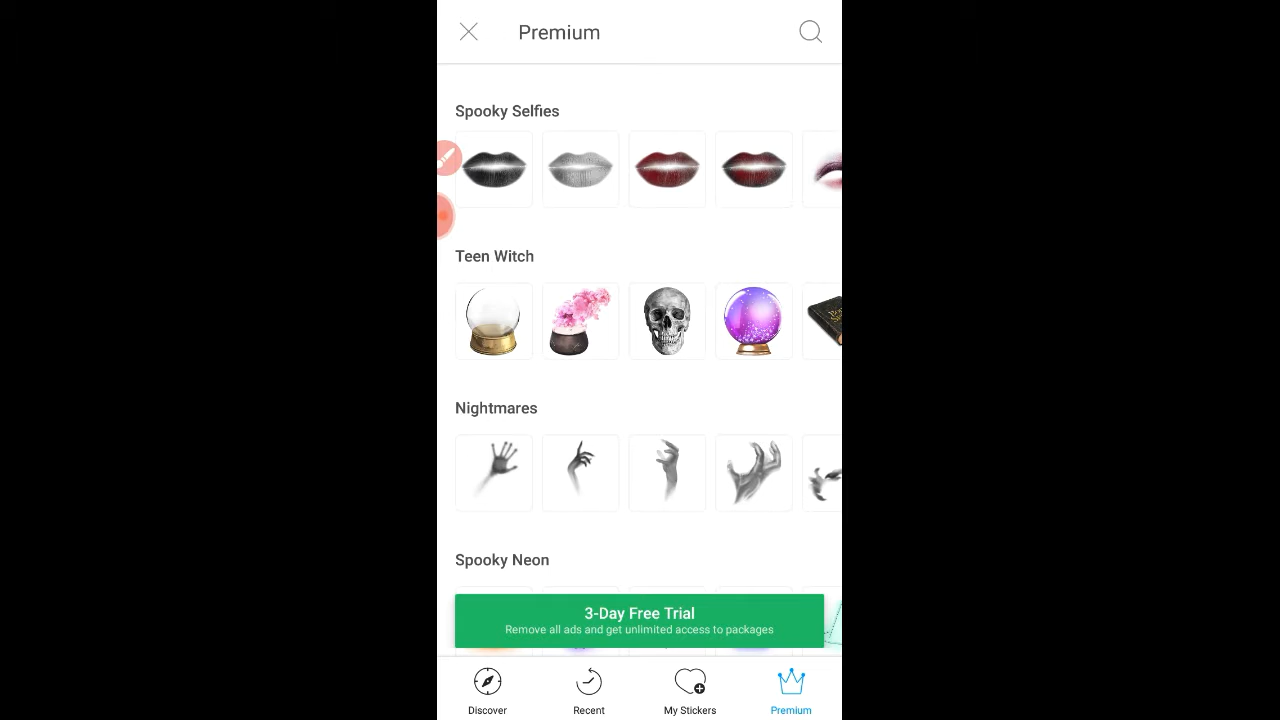 Premium
Spooky Selfies
Teen Witch
Nightmares
Spooky Neon
3-Day Free Trial
Remove all ads and get unlimited access to packages
Discover
Recent
My Stickers
Premium